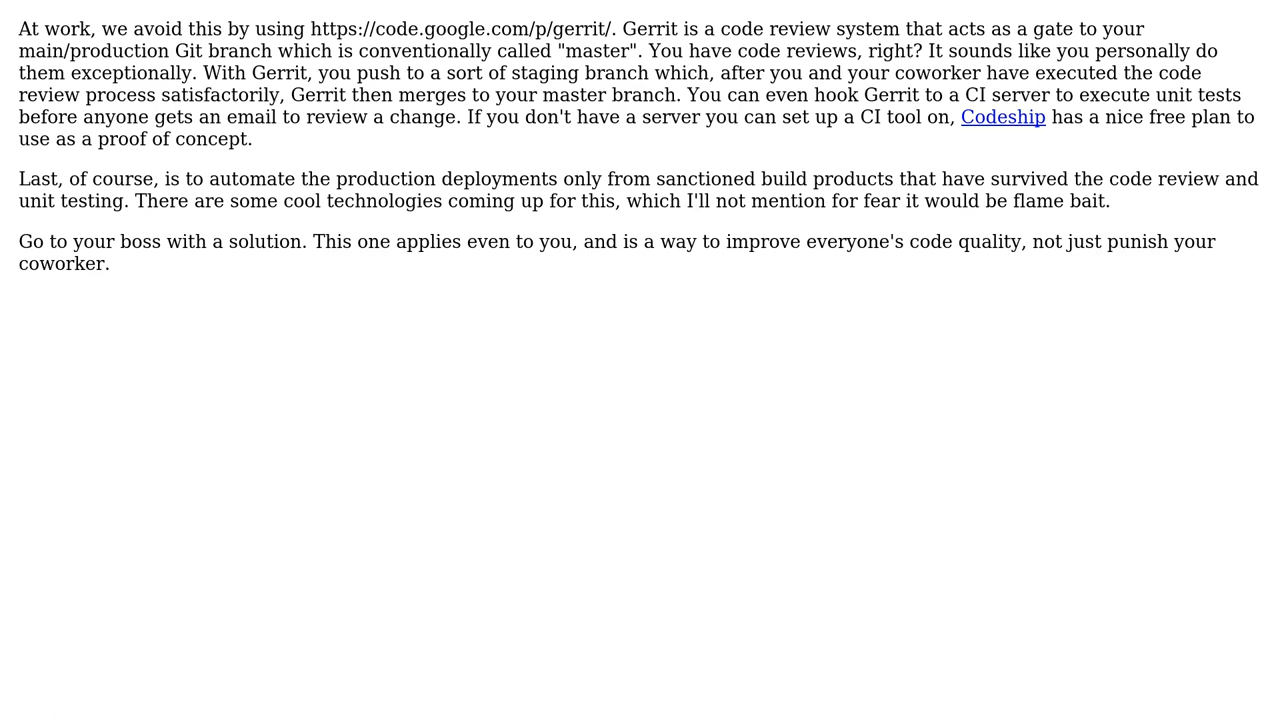 At work, we avoid this by using https://code.google.com/p/gerrit/. Gerrit is a code review system that acts as a gate to your
main/production Git branch which is conventionally called "master". You have code reviews, right? It sounds like you personally do
them exceptionally. With Gerrit, you push to a sort of staging branch which, after you and your coworker have executed the code
review process satisfactorily, Gerrit then merges to your master branch. You can even hook Gerrit to a CI server to execute unit tests
before anyone gets an email to review a change. If you don't have a server you can set up a CI tool on, Codeship has a nice free plan to
use as a proof of concept.
Last, of course, is to automate the production deployments only from sanctioned build products that have survived the code review and
unit testing. There are some cool technologies coming up for this, which I'll not mention for fear it would be flame bait.
Go to your boss with a solution. This one applies even to you, and is a way to improve everyone's code quality, not just punish your
coworker.